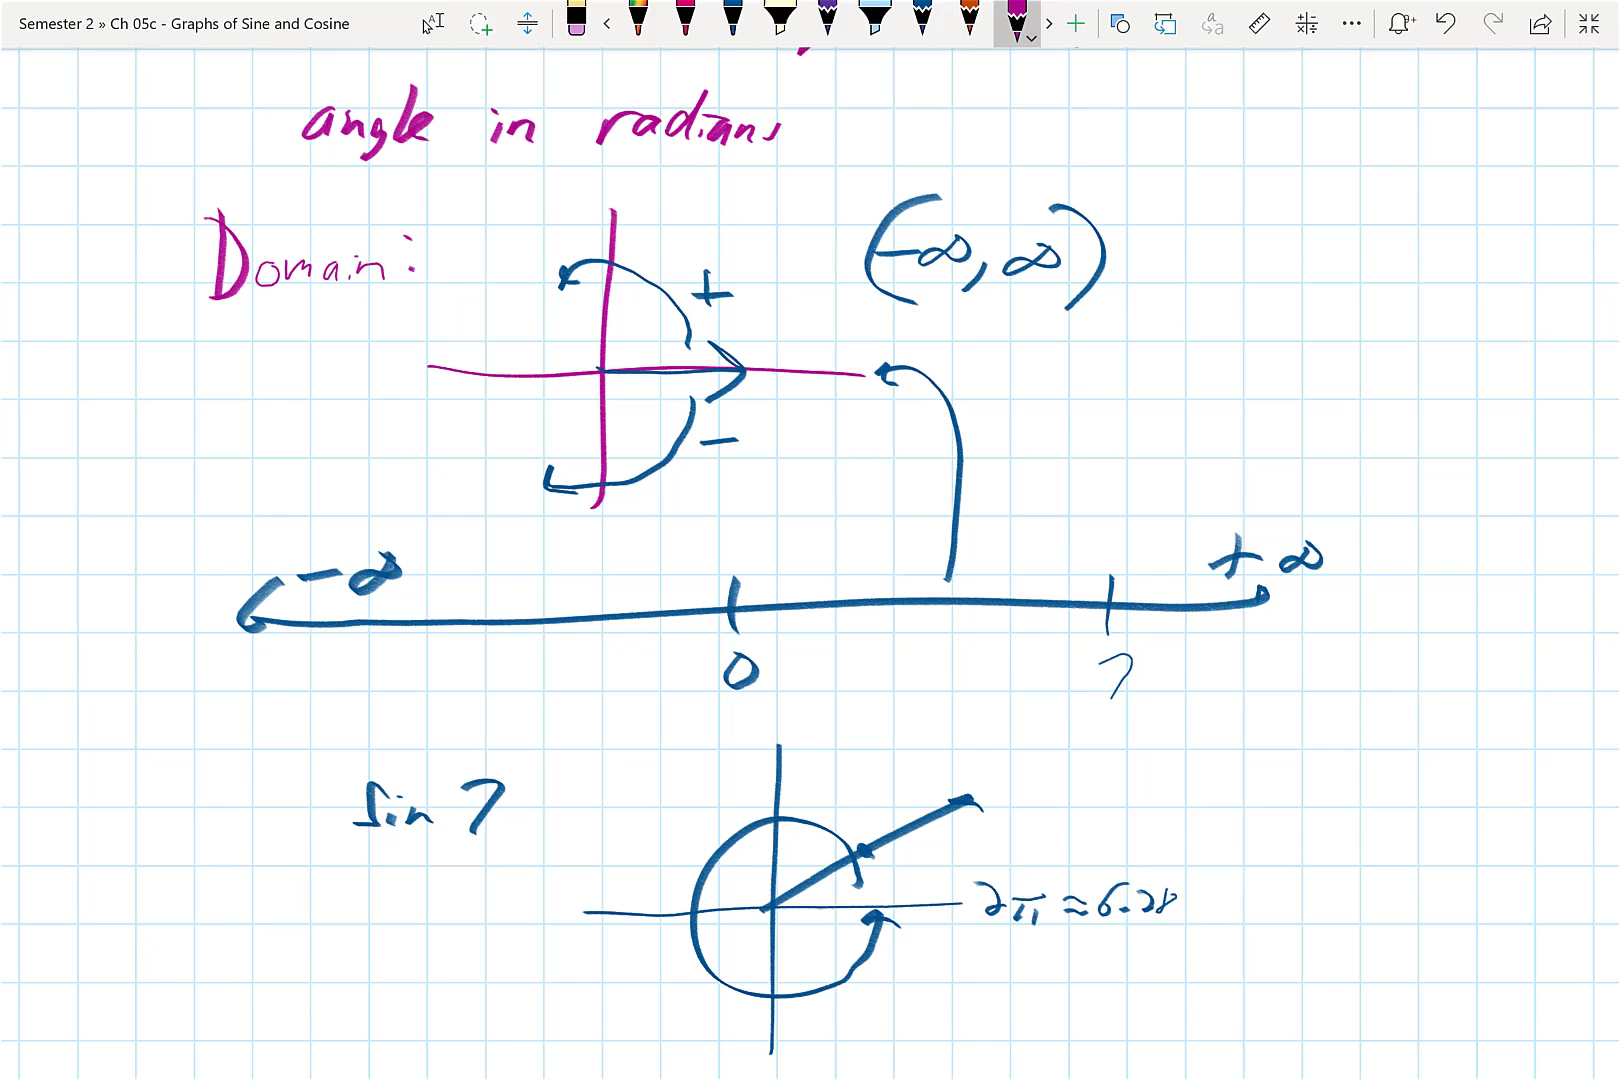 Semester 2 » Ch 05c - Graphs of Sine and Cosine
angle in radians
Domain:
(-∞, ∞)
+
-
-∞
+∞
0
7
Sin 7
2π ≈ 6.28